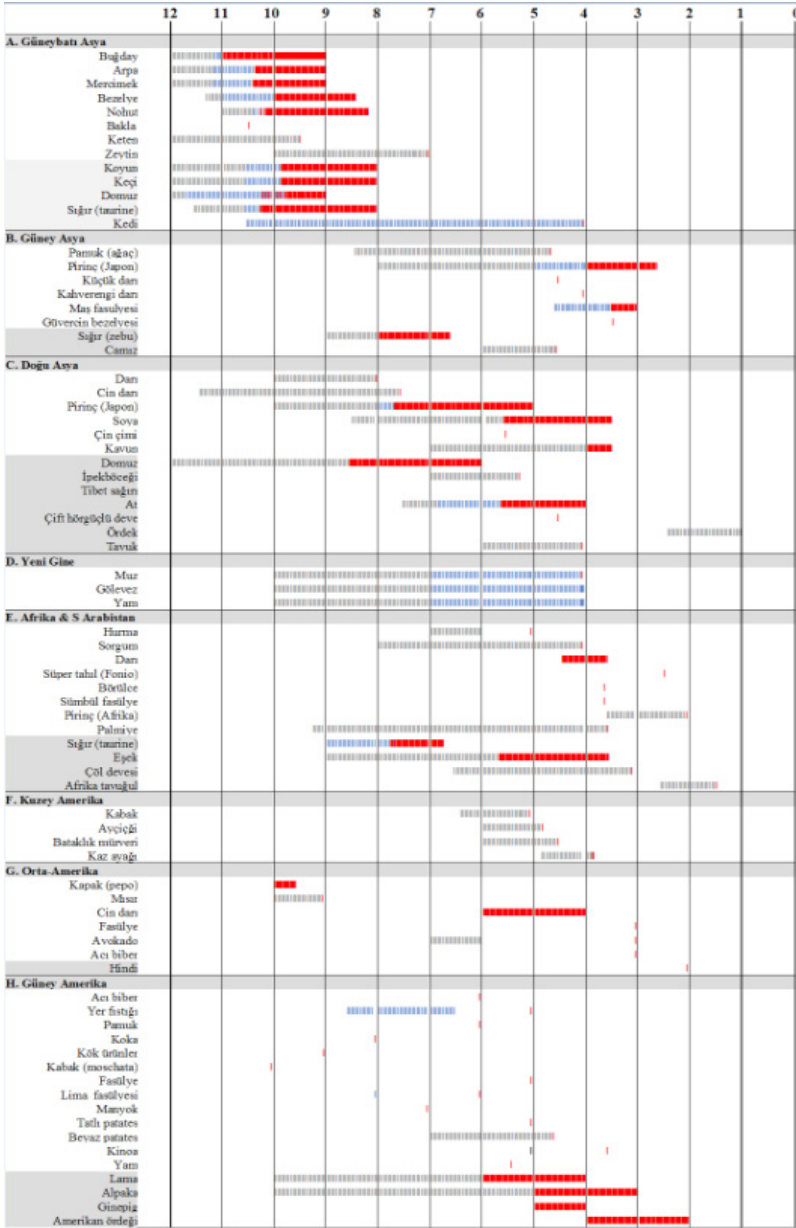 12 11 10 9 8 7 6 5 4 3 2 1 0
A. Güneybatı Asya
Buğday
Arpa
Mercimek
Bezelye
Nohut
Bakla
Keten
Zeytin
Koyun
Keçi
Domuz
Sığır (taurine)
Kedi
B. Güney Asya
Pamuk (ağaç)
Pirinç (Japon)
Küçük darı
Kahverengi darı
Maş fasulyesi
Güvercin bezelyesi
Sığır (zebu)
Camız
C. Doğu Asya
Darı
Cin darı
Pirinç (Japon)
Soya
Çin çimi
Kavun
Domuz
İpekböceği
Tibet sağırı
At
Çift hörgüçlü deve
Ördek
Tavuk
D. Yeni Gine
Muz
Gölevez
Yam
E. Afrika & S Arabistan
Hurma
Sorgum
Darı
Süper tahıl (Fonio)
Börülce
Sümbül fasülye
Pirinç (Afrika)
Palmiye
Sığır (taurine)
Eşek
Çöl devesi
Afrika tavuğul
F. Kuzey Amerika
Kabak
Ayçiçği
Bataklık mürveri
Kaz ayağı
G. Orta-Amerika
Kapak (pepo)
Mısır
Cin darı
Fasülye
Avokado
Acı biber
Hindi
H. Güney Amerika
Acı biber
Yer fıstığı
Pamuk
Koka
Kök ürünler
Kabak (moschata)
Fasülye
Lima fasülyesi
Manyok
Tatlı patates
Beyaz patates
Kinoa
Yam
Lama
Alpaka
Ginepig
Amerikan ördeği